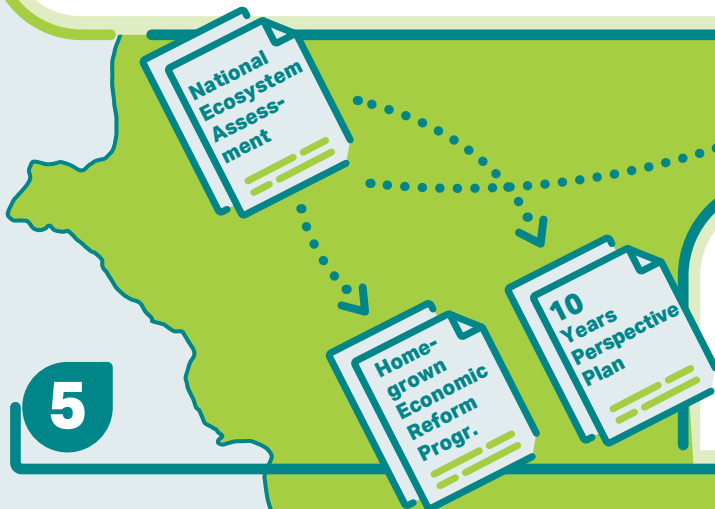 National
Ecosystem
Assess-
ment
10
Years
Perspective
Plan
Home-
grown
Economic
Reform
Progr.
5